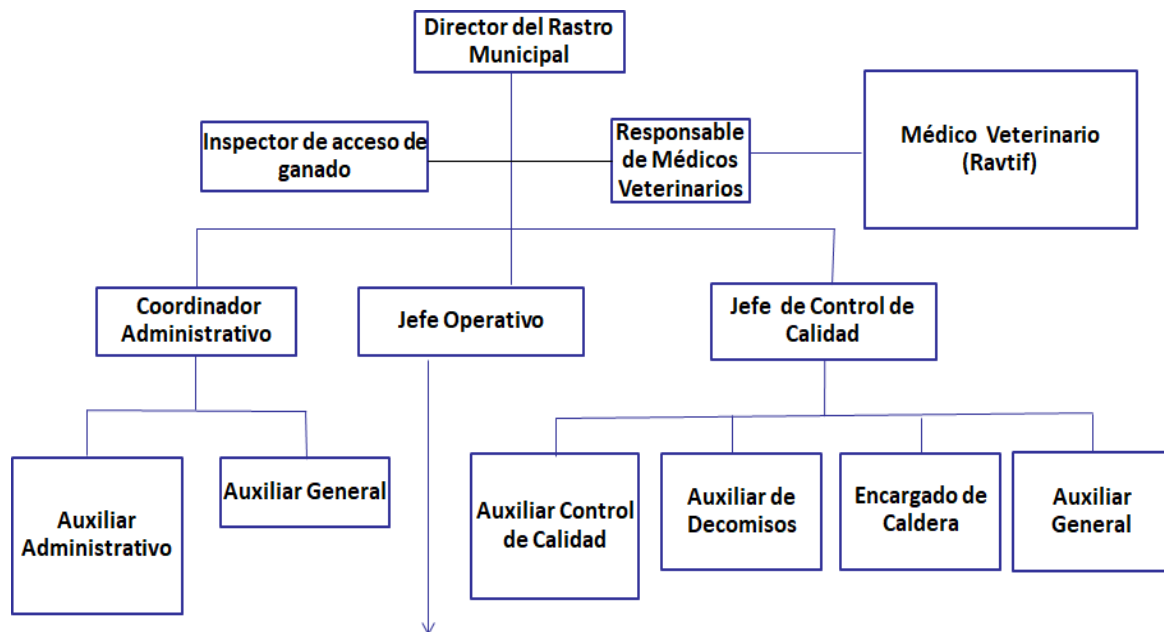 Director del Rastro
Municipal
Inspector de acceso de
ganado
Responsable
de Médicos
Veterinarios
Médico Veterinario
(Ravtif)
Coordinador
Administrativo
Jefe Operativo
Jefe de Control de
Calidad
Auxiliar
Administrativo
Auxiliar General
Auxiliar Control
de Calidad
Auxiliar de
Decomisos
Encargado de
Caldera
Auxiliar
General